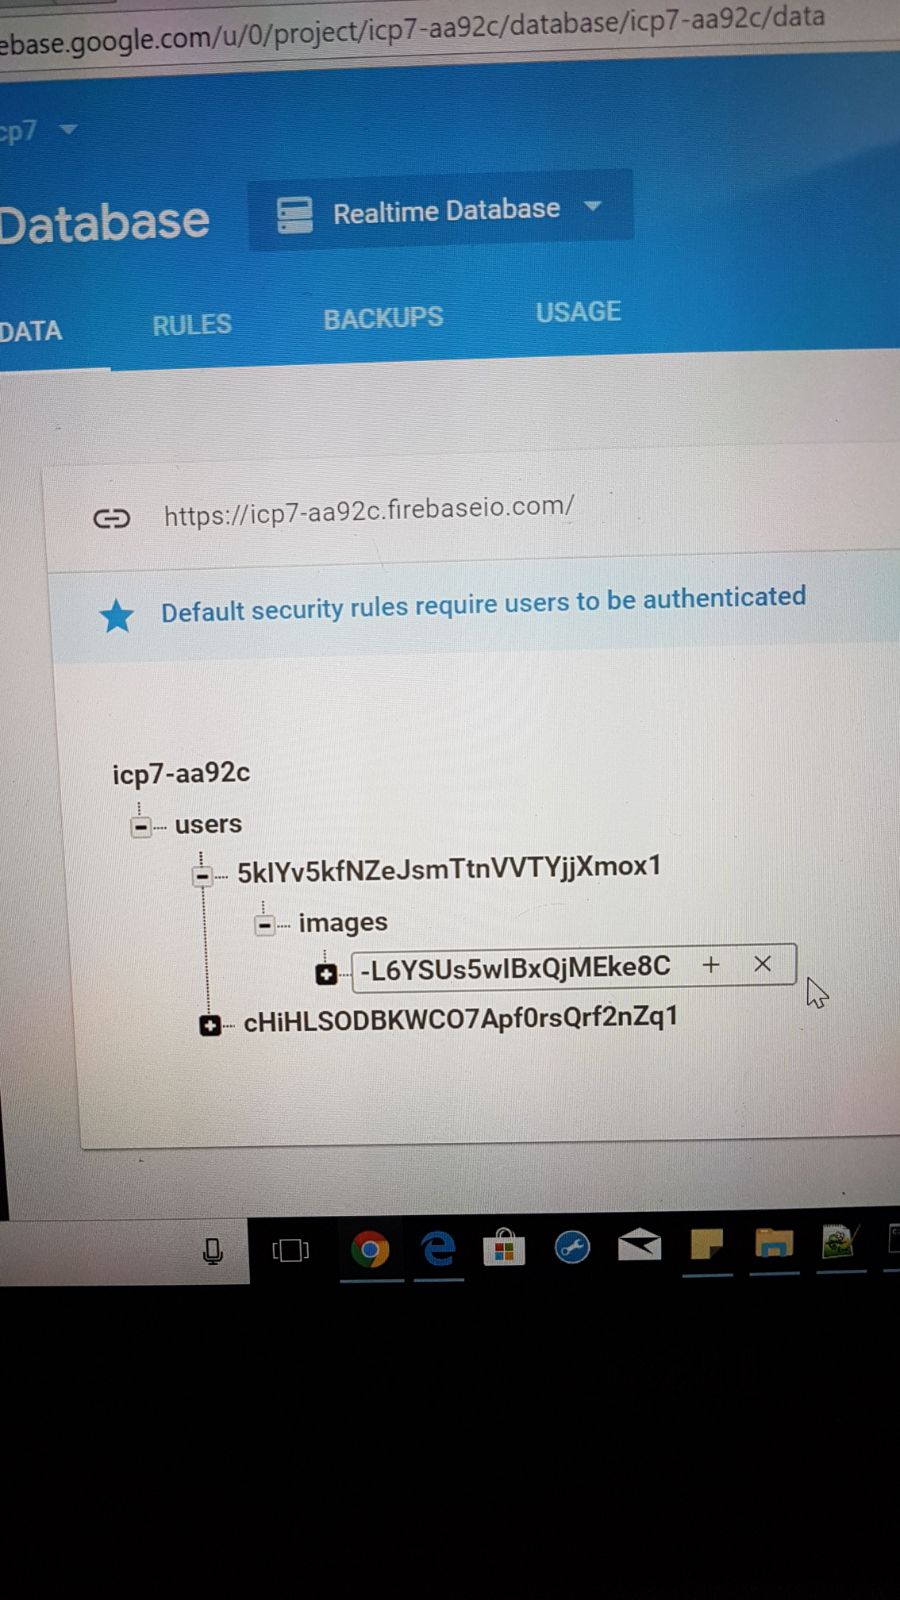 ebase.google.com/u/0/project/icp7-aa92c/database/icp7-aa92c/data
cp7
Database
Realtime Database
DATA RULES BACKUPS USAGE
https://icp7-aa92c.firebaseio.com/
Default security rules require users to be authenticated
icp7-aa92c
users
5kIYv5kfNZeJsmTtnVVTYjjXmox1
images
-L6YSUs5wIBxQjMEke8C + ×
cHiHLSODBKWCO7Apf0rsQrf2nZq1